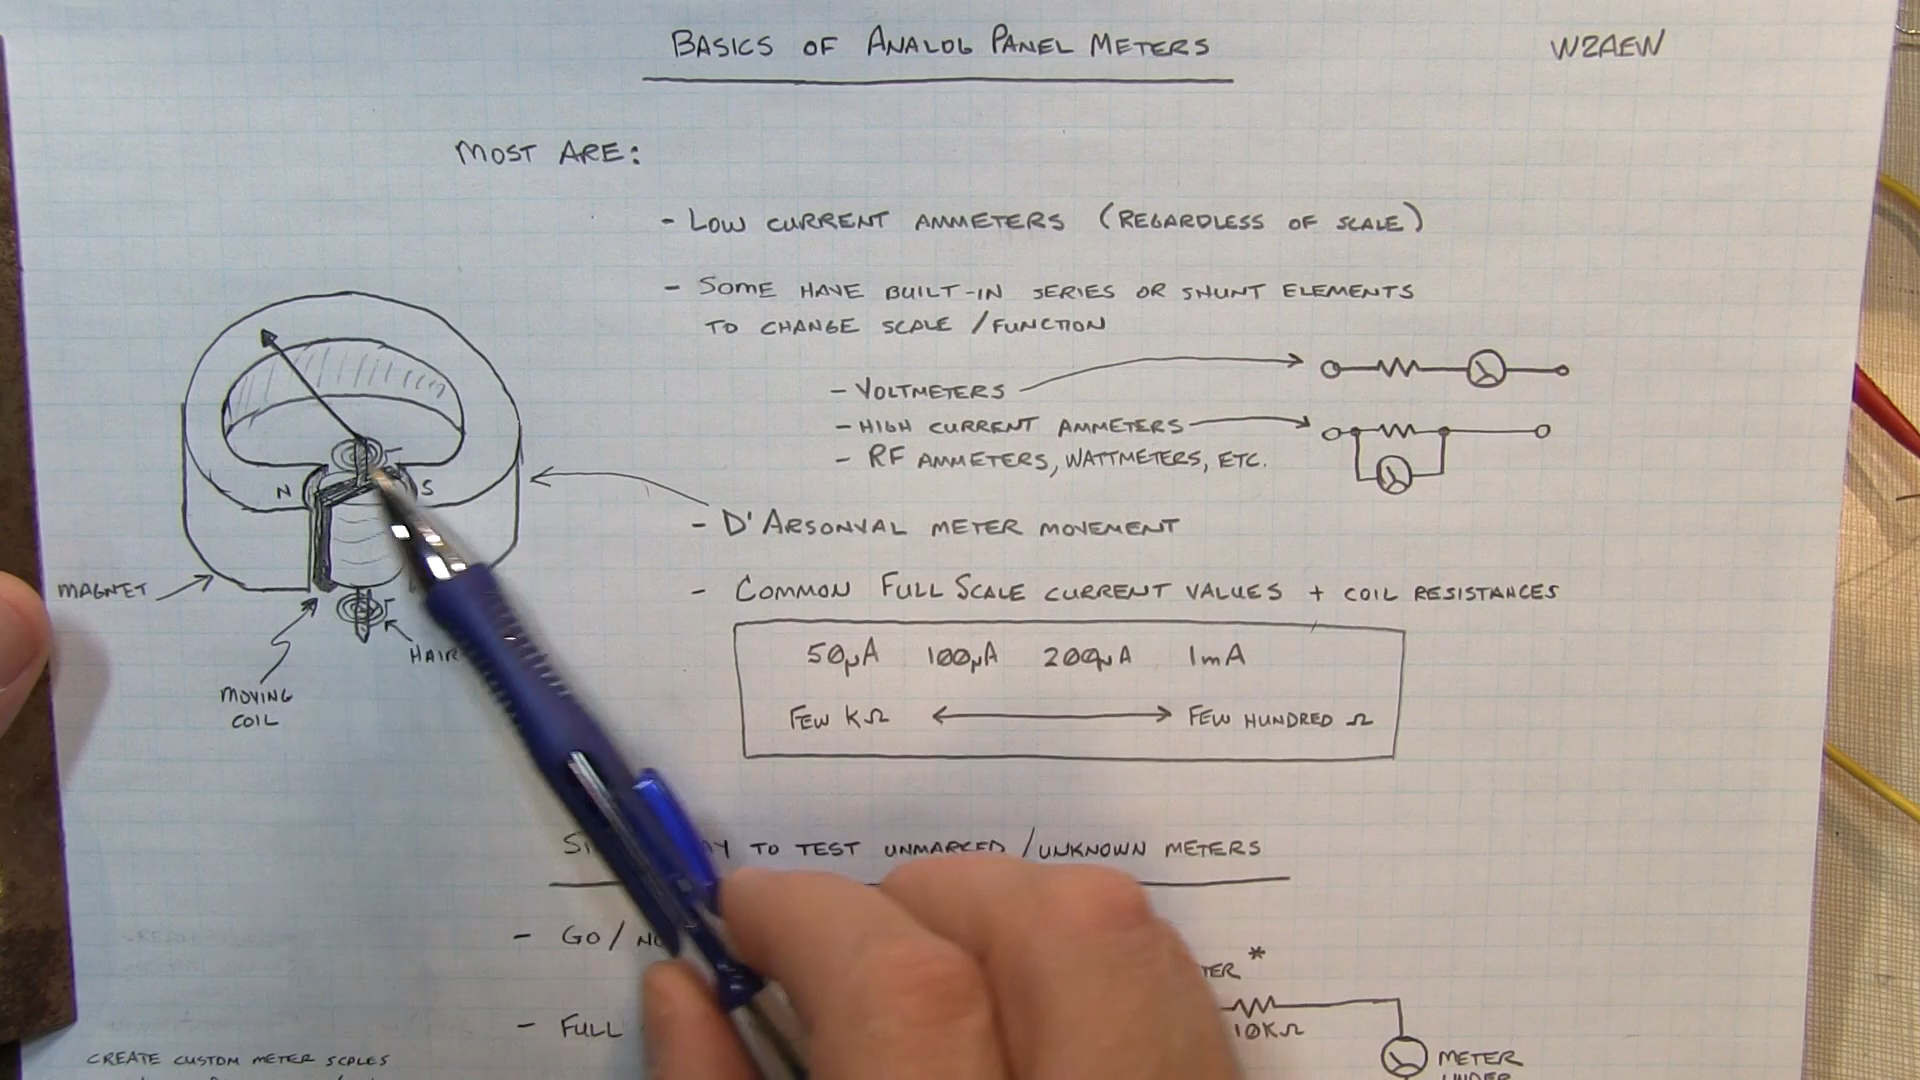 BASICS OF ANALOG PANEL METERS
W2AEW
MOST ARE:
- LOW CURRENT AMMETERS (REGARDLESS OF SCALE)
- SOME HAVE BUILT-IN SERIES OR SHUNT ELEMENTS
TO CHANGE SCALE / FUNCTION
- VOLTMETERS
- HIGH CURRENT AMMETERS
- RF AMMETERS, WATTMETERS, ETC.
N
S
- D'ARSONVAL METER MOVEMENT
MAGNET
- COMMON FULL SCALE CURRENT VALUES + COIL RESISTANCES
HAIR
MOVING
COIL
50µA 100µA 200µA 1mA
FEW KΩ FEW HUNDRED Ω
TO TEST UNMARKED / UNKNOWN METERS
- GO /
*
- FULL
10KΩ
CREATE CUSTOM METER SCALES
METER
UNDER